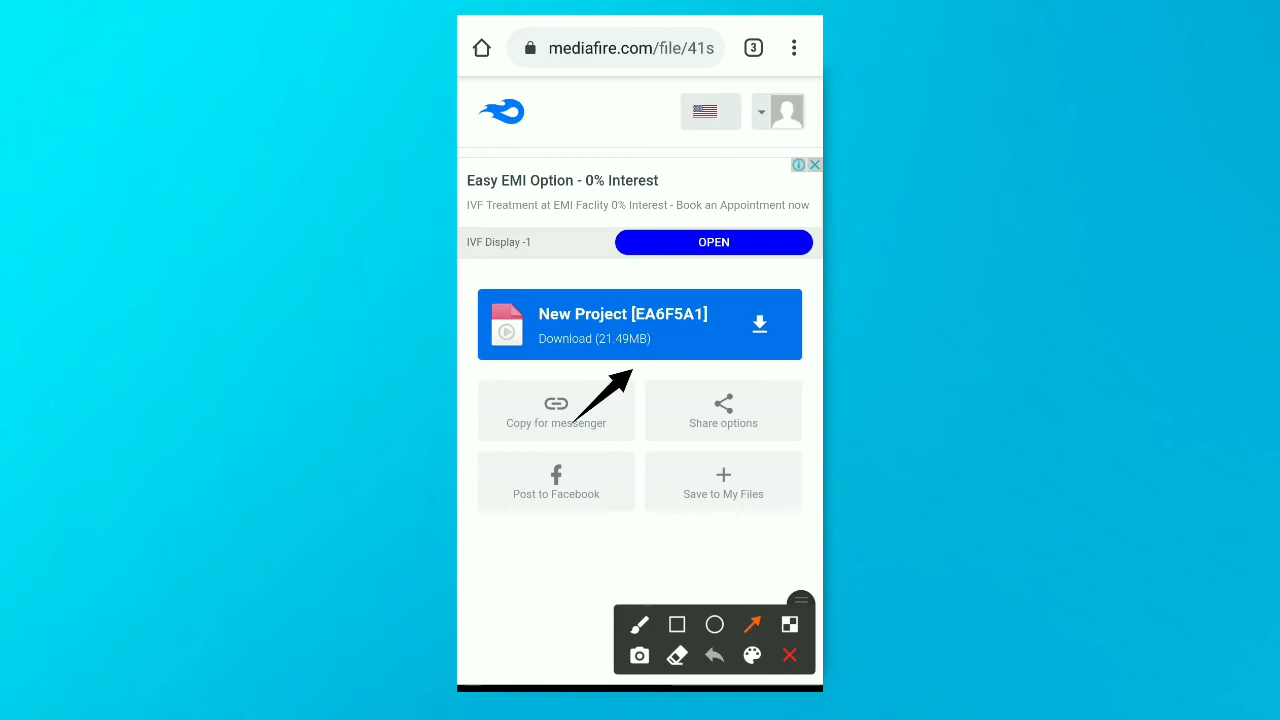 mediafire.com/file/41s
3
Easy EMI Option - 0% Interest
IVF Treatment at EMI Faclity 0% Interest - Book an Appointment now
IVF Display -1
OPEN
New Project [EA6F5A1]
Download (21.49MB)
Copy for messenger
Share options
Post to Facebook
Save to My Files